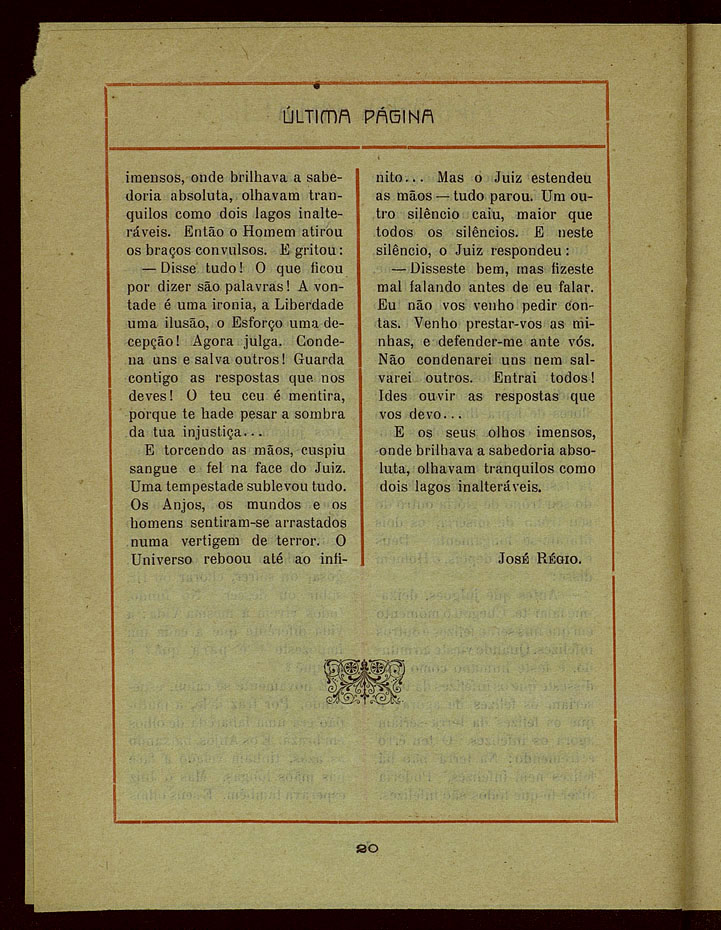 ÚLTIMA PÁGINA
imensos, onde brilhava a sabe-
doria absoluta, olhavam tran-
quilos como dois lagos inalte-
ráveis. Então o Homem atirou
os braços convulsos. E gritou:
— Disse tudo! O que ficou
por dizer são palavras! A von-
tade é uma ironia, a Liberdade
uma ilusão, o Esforço uma de-
cepção! Agora julga. Conde-
na uns e salva outros! Guarda
contigo as respostas que nos
deves! O teu ceu é mentira,
porque te hade pesar a sombra
da tua injustiça...
E torcendo as mãos, cuspiu
sangue e fel na face do Juiz.
Uma tempestade sublevou tudo.
Os Anjos, os mundos e os
homens sentiram-se arrastados
numa vertigem de terror. O
Universo reboou até ao infi-
nito... Mas o Juiz estendeu
as mãos — tudo parou. Um ou-
tro silêncio caiu, maior que
todos os silêncios. E neste
silêncio, o Juiz respondeu:
— Disseste bem, mas fizeste
mal falando antes de eu falar.
Eu não vos venho pedir con-
tas. Venho prestar-vos as mi-
nhas, e defender-me ante vós.
Não condenarei uns nem sal-
varei outros. Entrai todos!
Ides ouvir as respostas que
vos devo...
E os seus olhos imensos,
onde brilhava a sabedoria abso-
luta, olhavam tranquilos como
dois lagos inalteráveis.
JOSÉ RÉGIO.
20